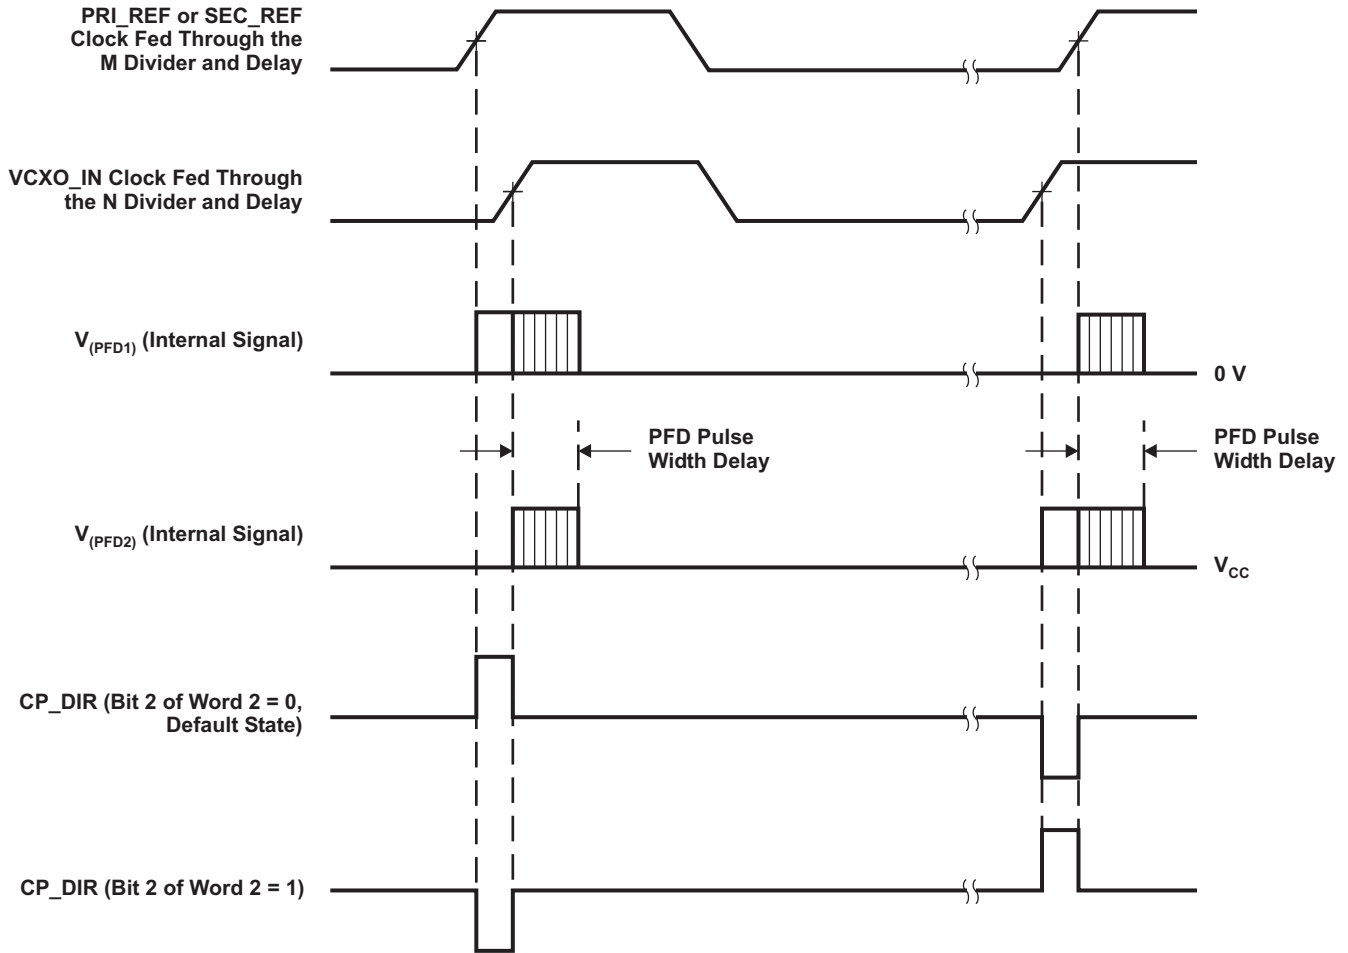 PRI_REF or SEC_REF
Clock Fed Through the
M Divider and Delay
VCXO_IN Clock Fed Through
the N Divider and Delay
V(PFD1) (Internal Signal)
0 V
PFD Pulse
Width Delay
PFD Pulse
Width Delay
V(PFD2) (Internal Signal)
VCC
CP_DIR (Bit 2 of Word 2 = 0,
Default State)
CP_DIR (Bit 2 of Word 2 = 1)